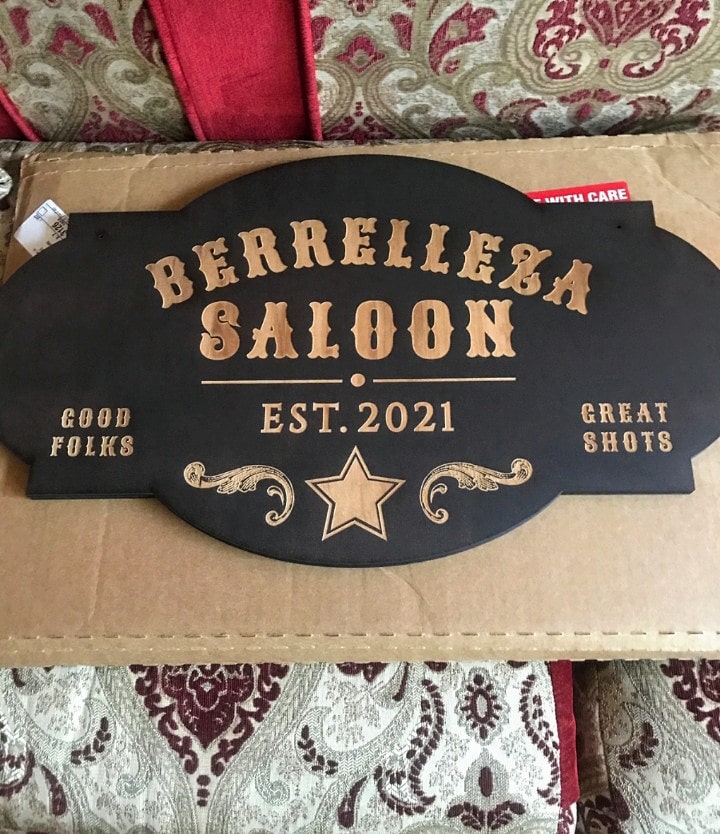 WITH CARE
BERRELLEZA
SALOON
EST. 2021
GOOD
FOLKS
GREAT
SHOTS